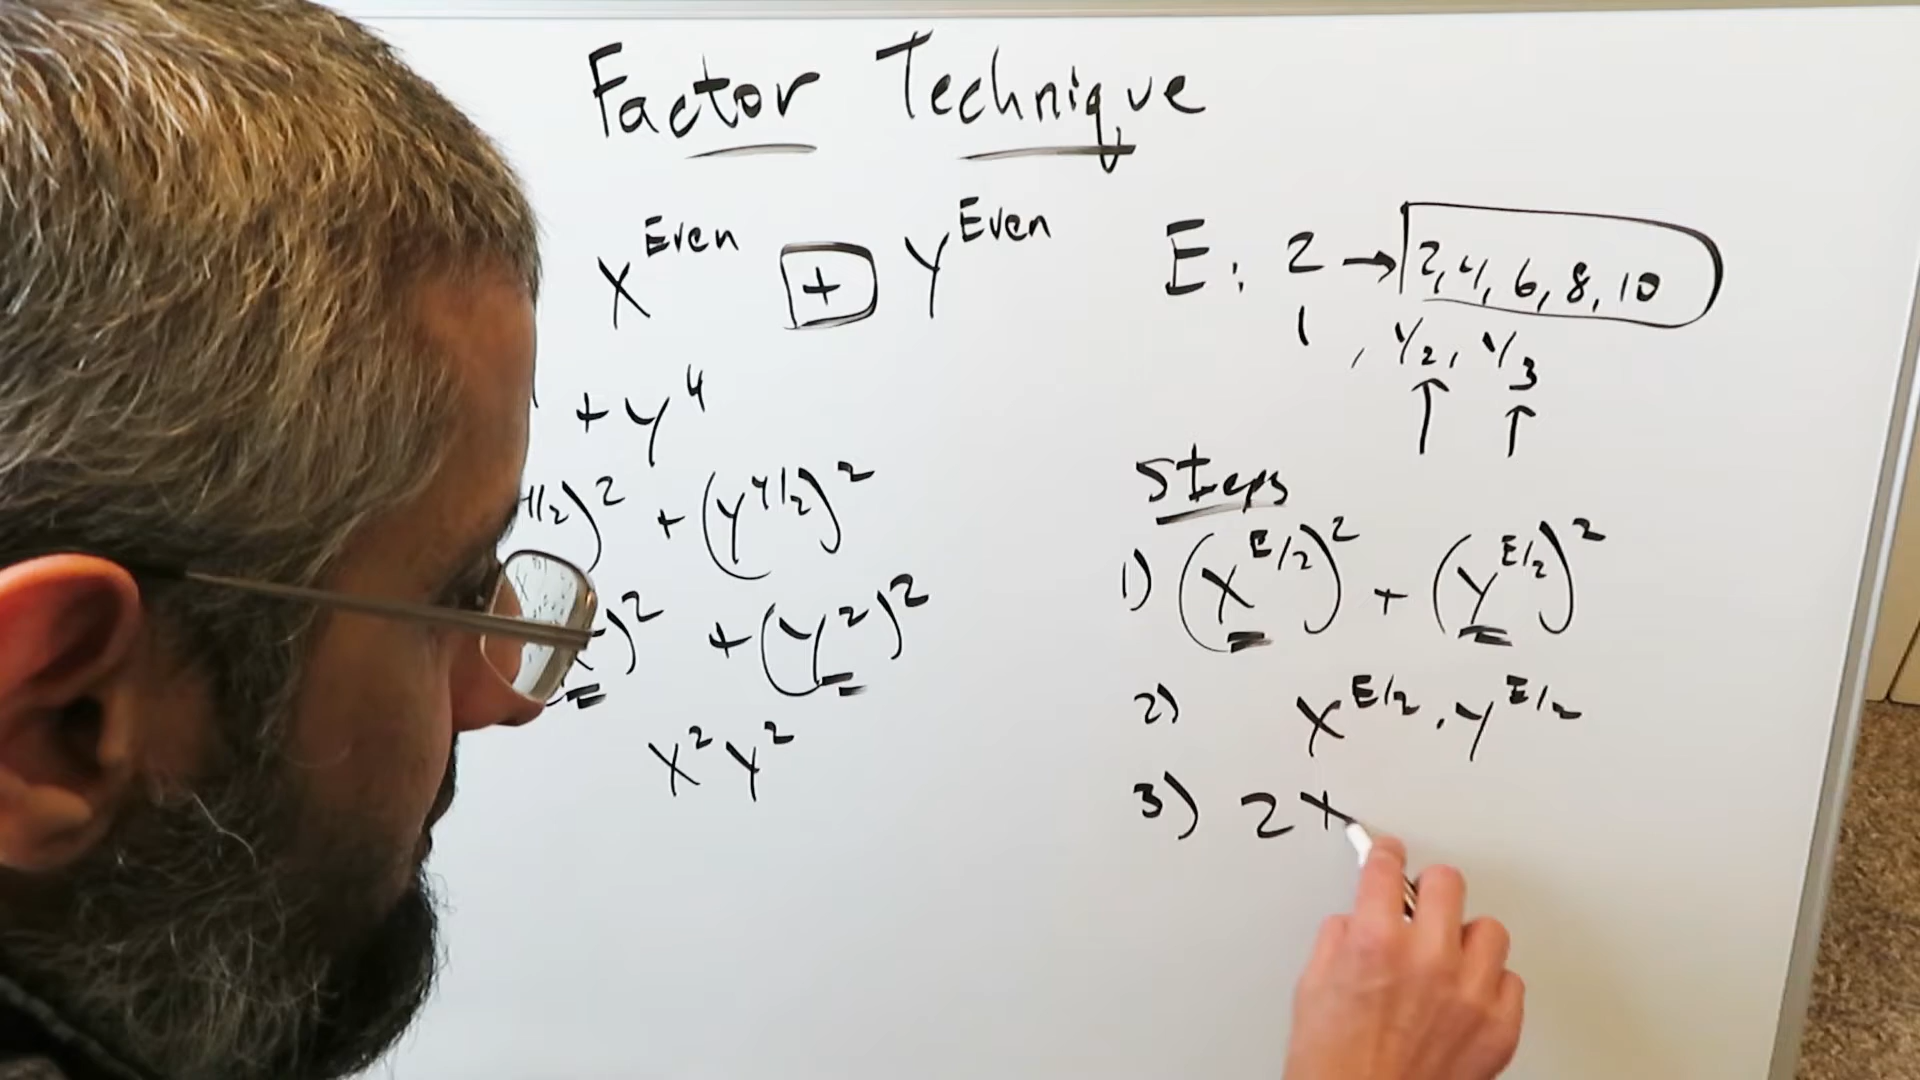 Factor Technique
X^Even + Y^Even
E: 2 → 2, 4, 6, 8, 10
1, 1/2, 1/3
↑ ↑
+ y^4
/2)^2 + (y^4/2)^2
)^2 + (y^2)^2
x^2 y^2
Steps
1) (x^E/2)^2 + (y^E/2)^2
2) x^E/2 · y^E/2
3) 2x